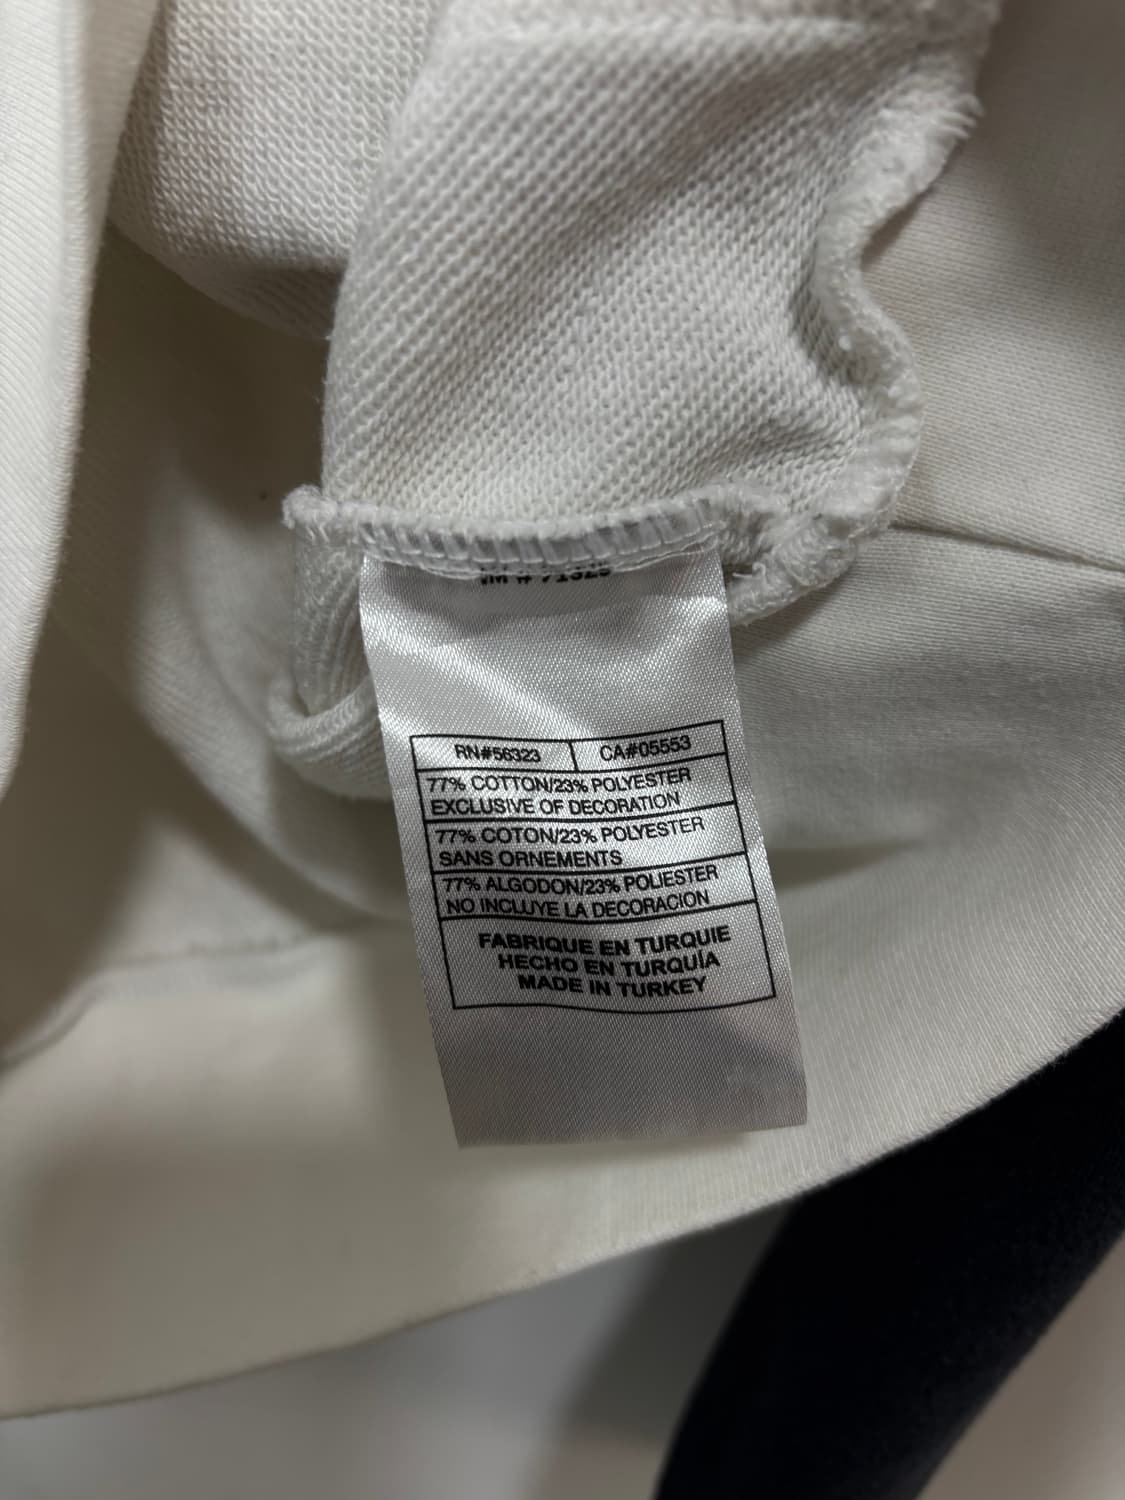 RN#56323 CA#05553
77% COTTON/23% POLYESTER
EXCLUSIVE OF DECORATION
77% COTON/23% POLYESTER
SANS ORNEMENTS
77% ALGODON/23% POLIESTER
NO INCLUYE LA DECORACION
FABRIQUE EN TURQUIE
HECHO EN TURQUÍA
MADE IN TURKEY